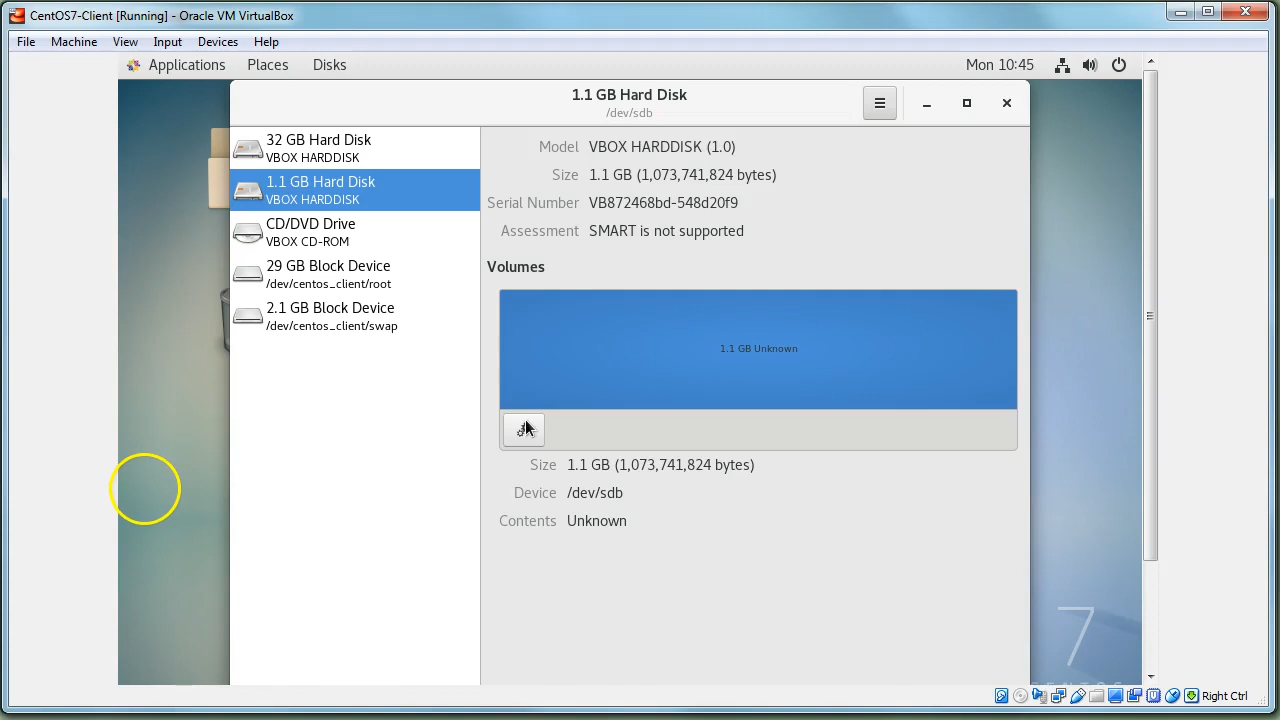 CentOS7-Client [Running] - Oracle VM VirtualBox
File Machine View Input Devices Help
Applications Places Disks Mon 10:45
1.1 GB Hard Disk
/dev/sdb
32 GB Hard Disk
VBOX HARDDISK
1.1 GB Hard Disk
VBOX HARDDISK
CD/DVD Drive
VBOX CD-ROM
29 GB Block Device
/dev/centos_client/root
2.1 GB Block Device
/dev/centos_client/swap
Model VBOX HARDDISK (1.0)
Size 1.1 GB (1,073,741,824 bytes)
Serial Number VB872468bd-548d20f9
Assessment SMART is not supported
Volumes
1.1 GB Unknown
Size 1.1 GB (1,073,741,824 bytes)
Device /dev/sdb
Contents Unknown
7
Right Ctrl